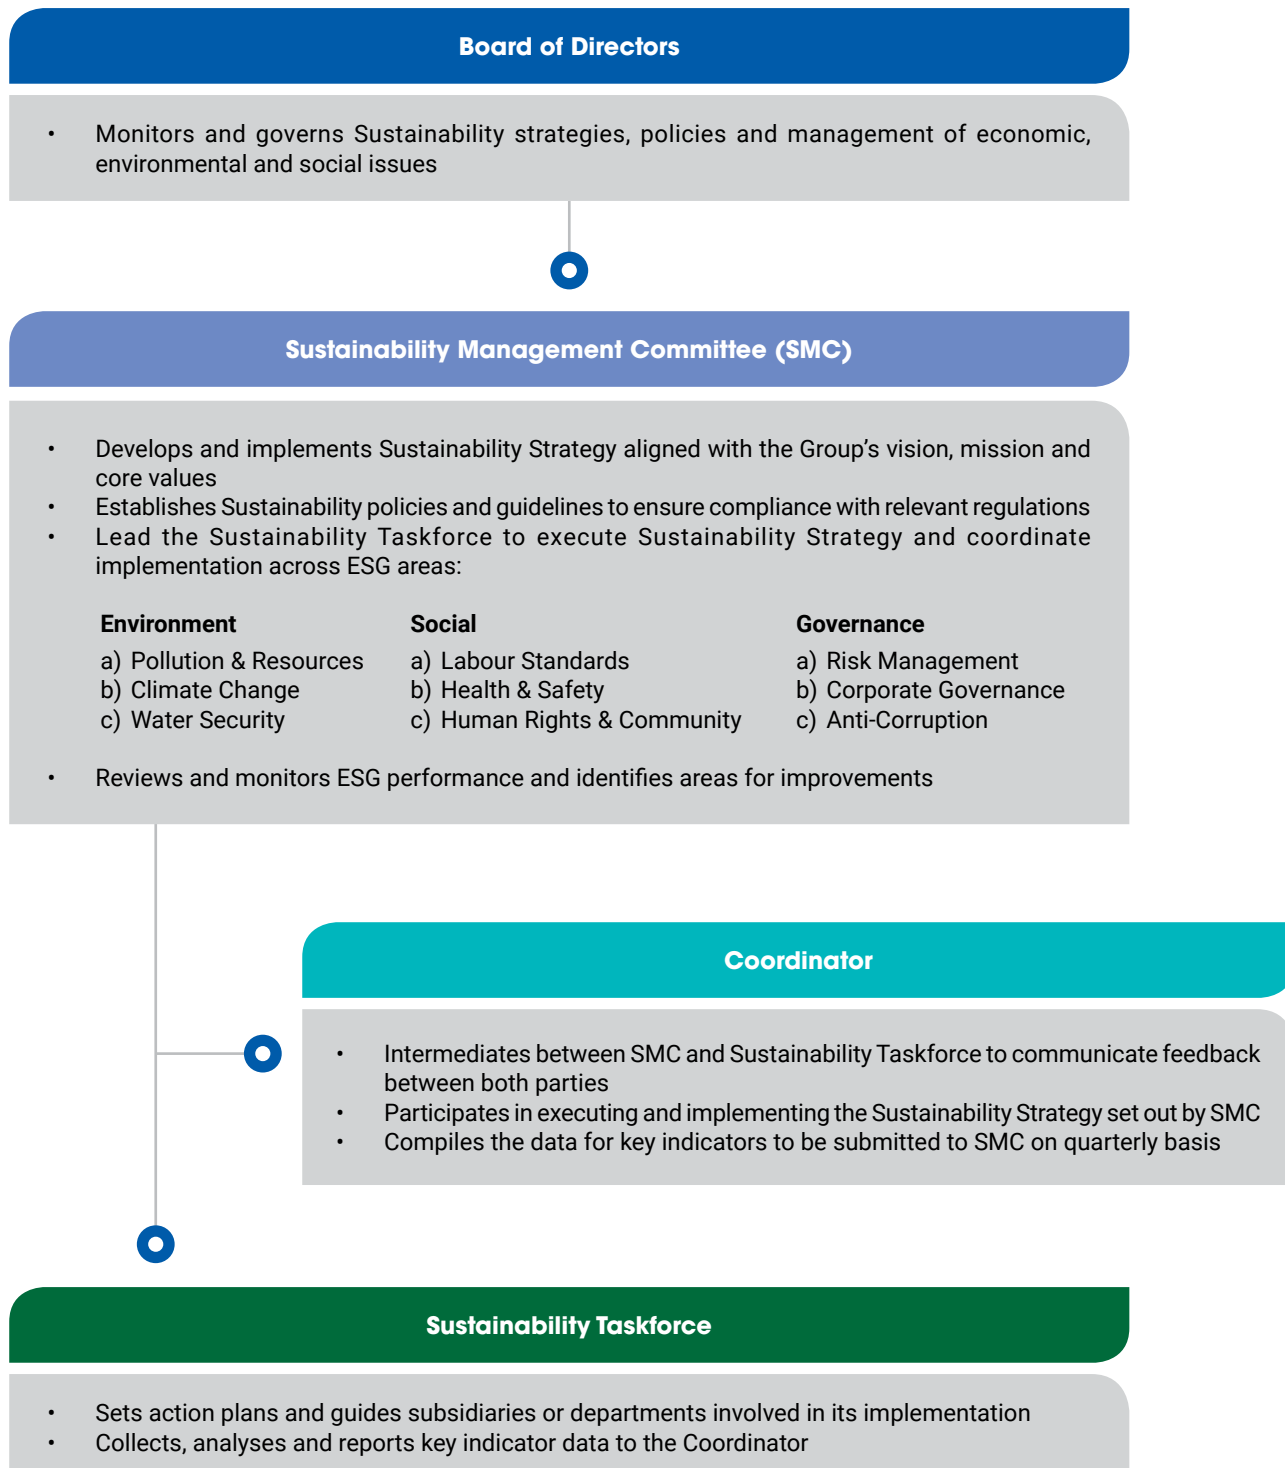 Board of Directors
• Monitors and governs Sustainability strategies, policies and management of economic,
environmental and social issues
Sustainability Management Committee (SMC)
• Develops and implements Sustainability Strategy aligned with the Group’s vision, mission and
core values
• Establishes Sustainability policies and guidelines to ensure compliance with relevant regulations
• Lead the Sustainability Taskforce to execute Sustainability Strategy and coordinate
implementation across ESG areas:
Environment
a) Pollution & Resources
b) Climate Change
c) Water Security
Social
a) Labour Standards
b) Health & Safety
c) Human Rights & Community
Governance
a) Risk Management
b) Corporate Governance
c) Anti-Corruption
• Reviews and monitors ESG performance and identifies areas for improvements
Coordinator
• Intermediates between SMC and Sustainability Taskforce to communicate feedback
between both parties
• Participates in executing and implementing the Sustainability Strategy set out by SMC
• Compiles the data for key indicators to be submitted to SMC on quarterly basis
Sustainability Taskforce
• Sets action plans and guides subsidiaries or departments involved in its implementation
• Collects, analyses and reports key indicator data to the Coordinator